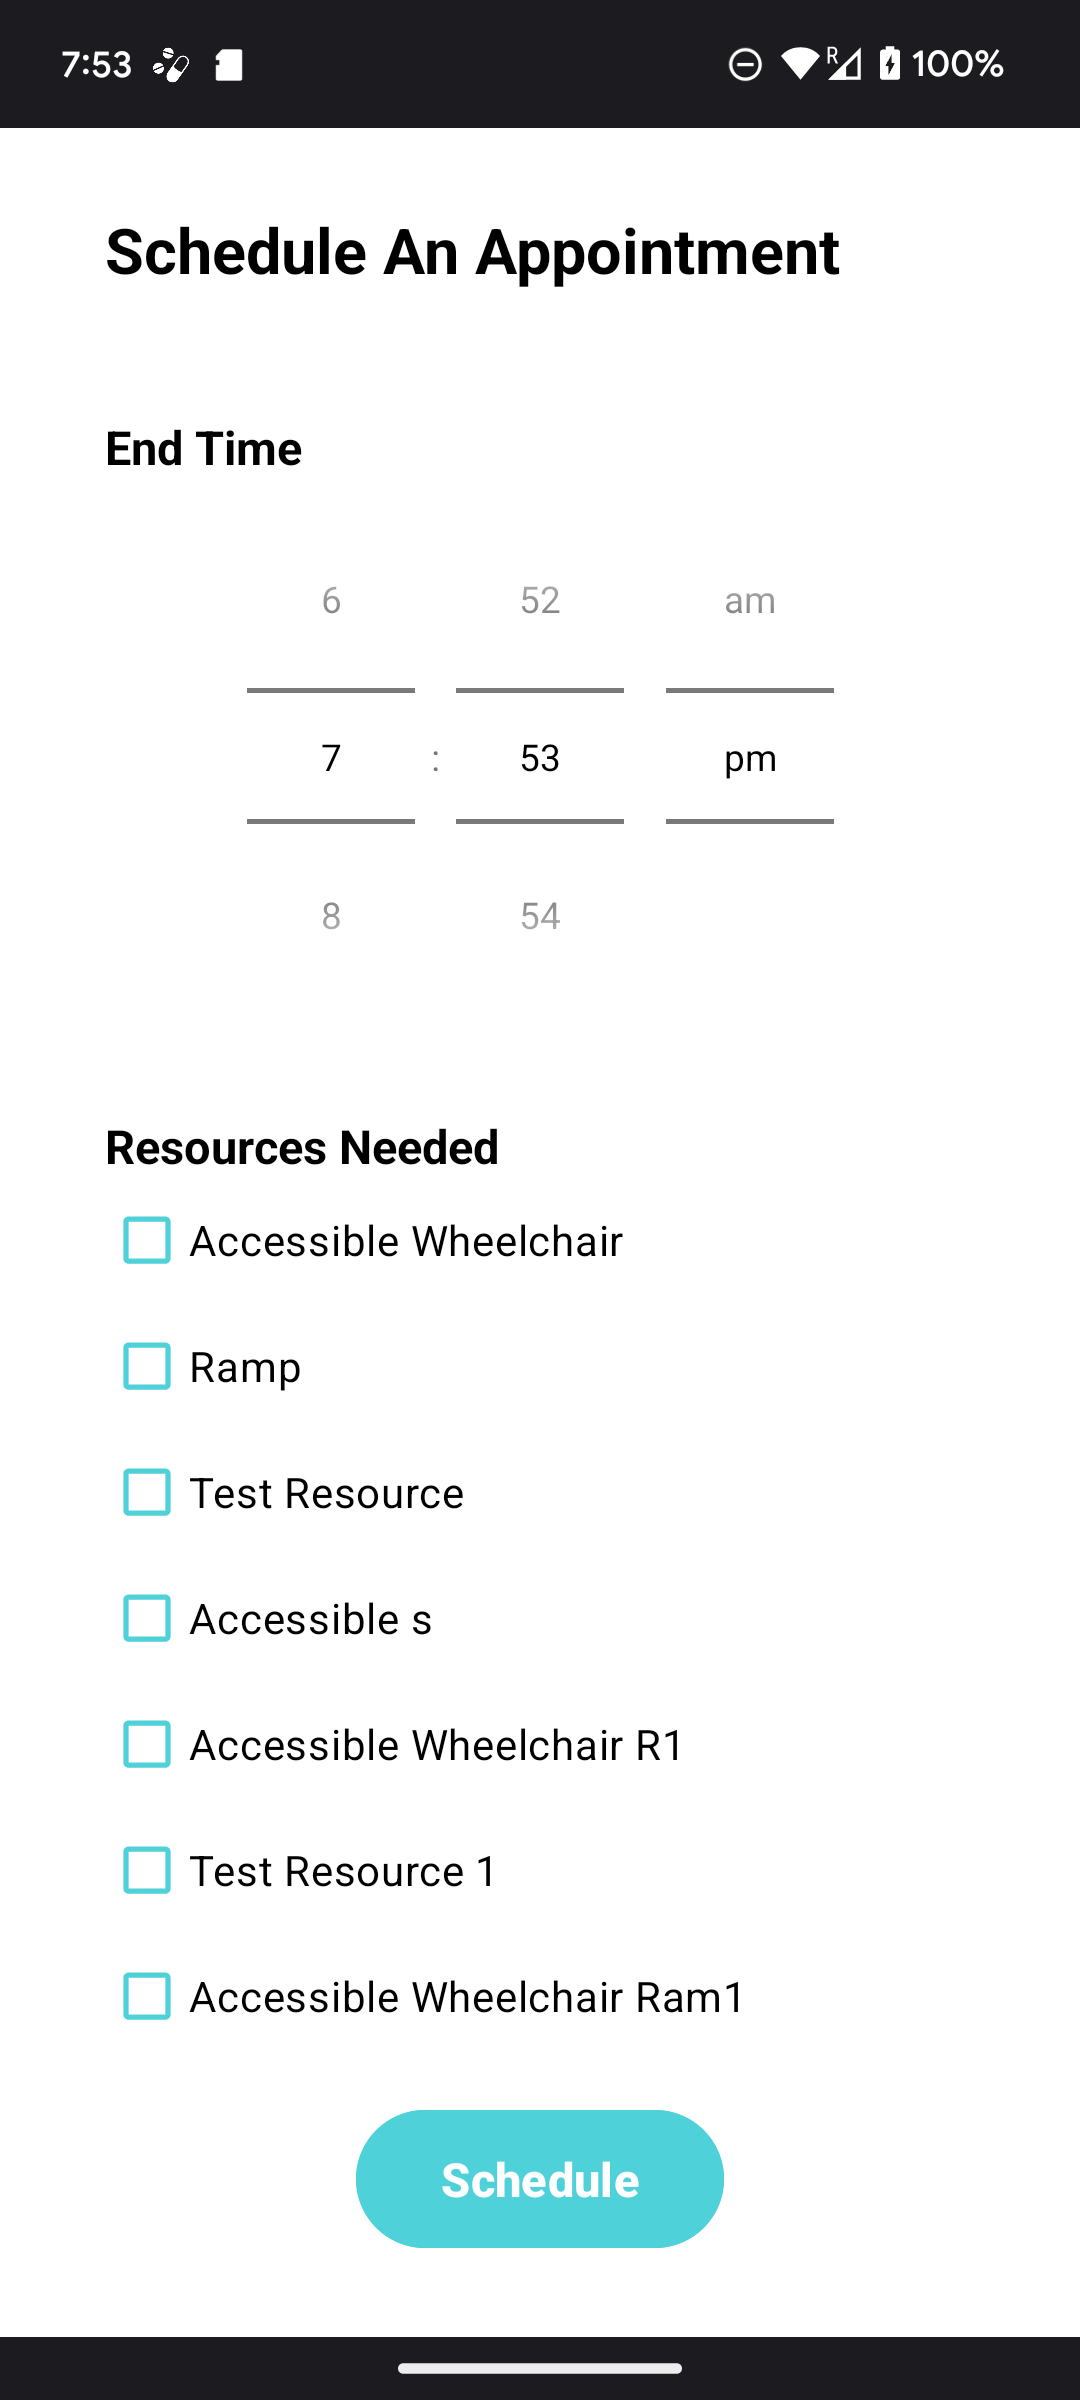 7:53 R 100%
Schedule An Appointment
End Time
6 52 am
7 : 53 pm
8 54
Resources Needed
Accessible Wheelchair
Ramp
Test Resource
Accessible s
Accessible Wheelchair R1
Test Resource 1
Accessible Wheelchair Ram1
Schedule